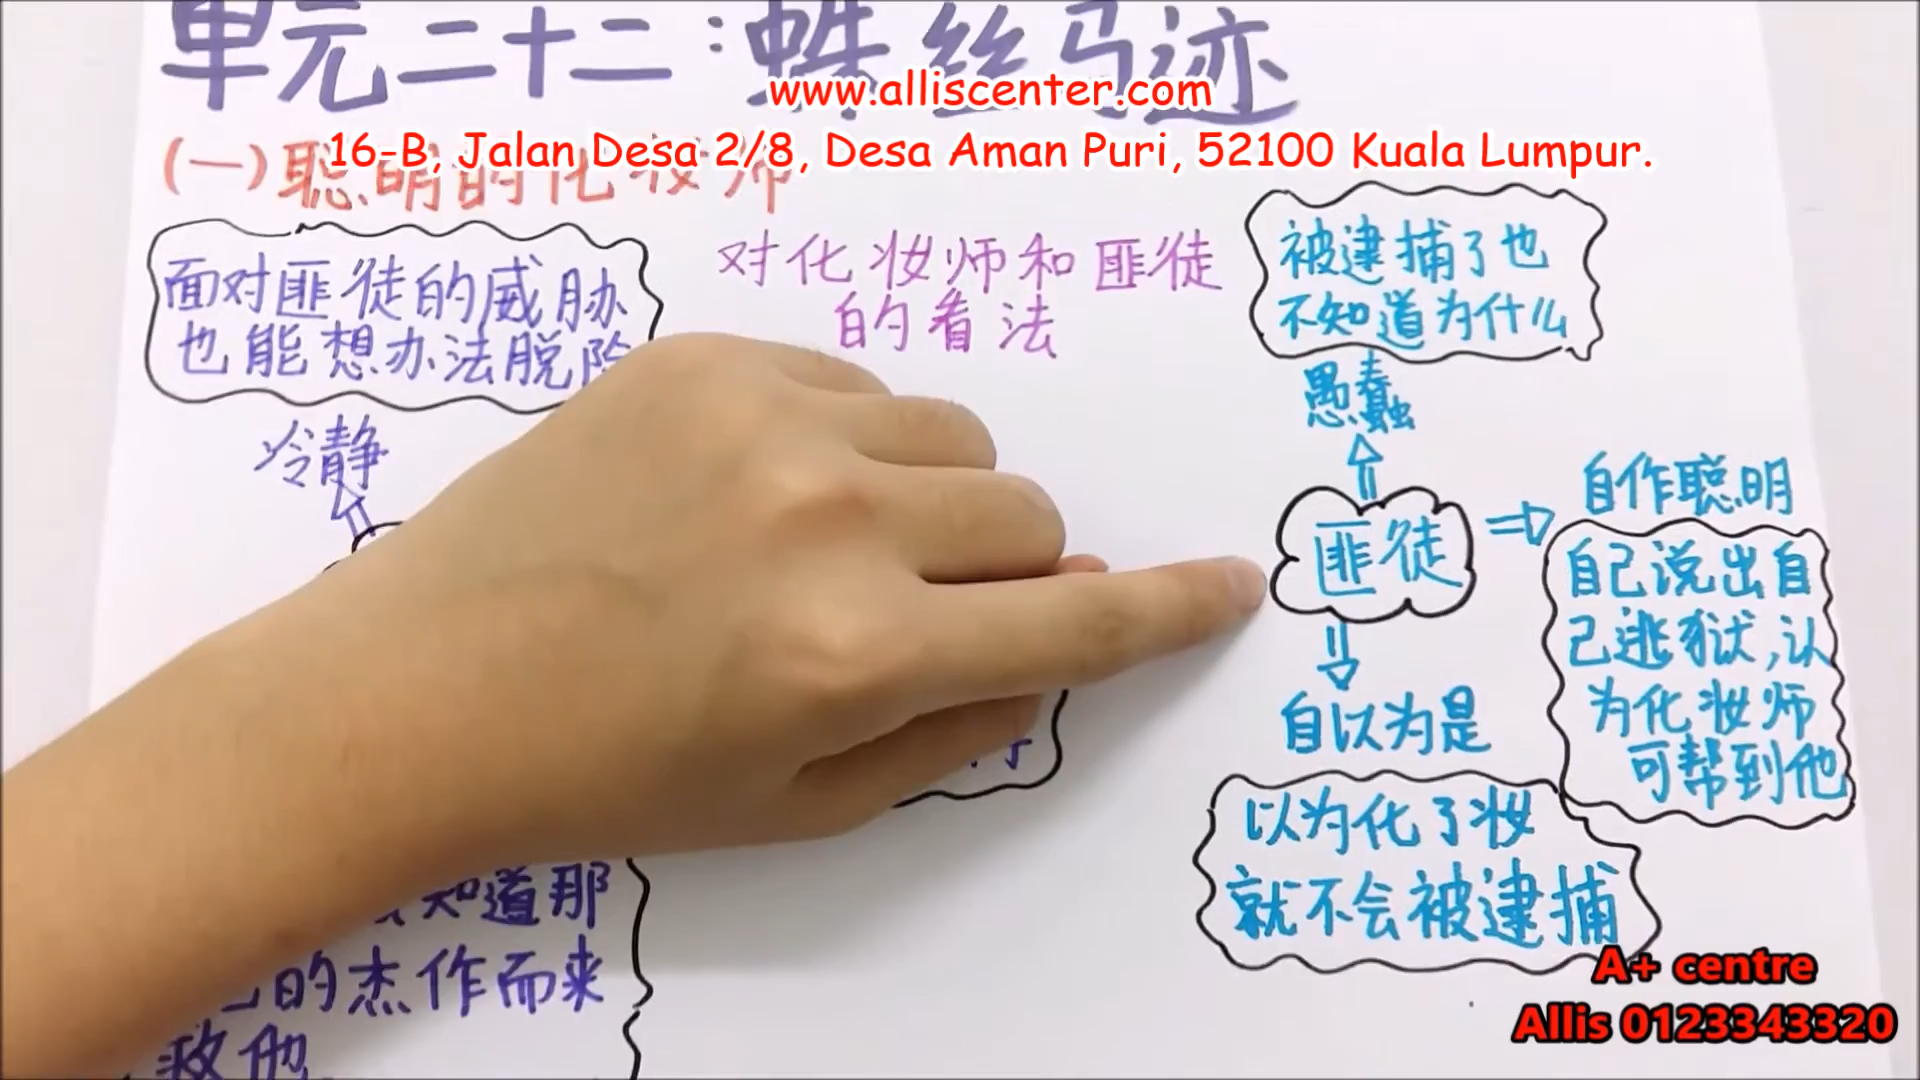 单元二十二：蛛丝马迹
www.alliscenter.com
16-B, Jalan Desa 2/8, Desa Aman Puri, 52100 Kuala Lumpur.
(一)聪明的化妆师
面对匪徒的威胁
也能想办法脱险
冷静
对化妆师和匪徒
的看法
被逮捕了也
不知道为什么
愚蠢
匪徒
自作聪明
自己说出自
己逃狱,认
为化妆师
可帮到他
自以为是
以为化了妆
就不会被逮捕
知道那
的杰作而来
救他
A+ centre
Allis 0123343320